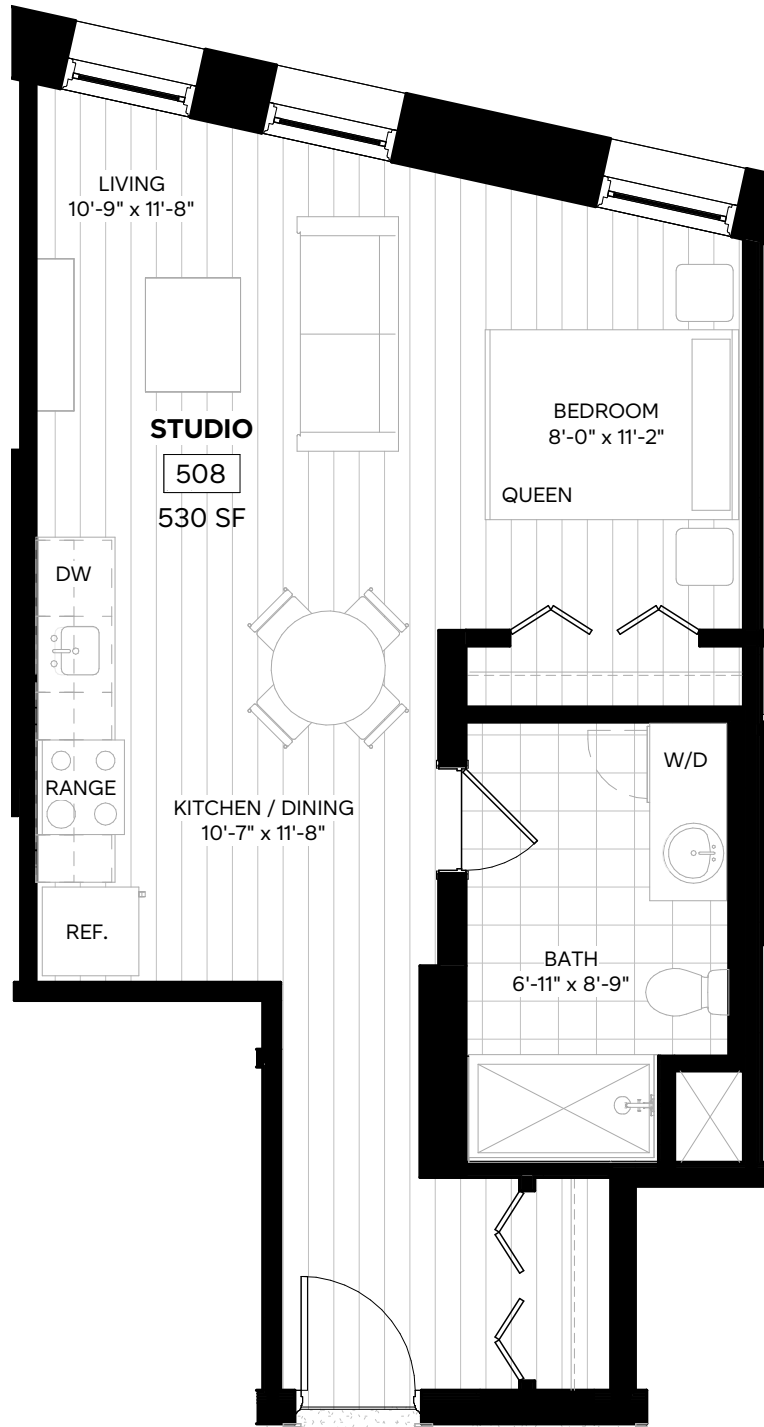 LIVING
10'-9" x 11'-8"
STUDIO
508
530 SF
BEDROOM
8'-0" x 11'-2"
QUEEN
DW
RANGE
KITCHEN / DINING
10'-7" x 11'-8"
W/D
REF.
BATH
6'-11" x 8'-9"